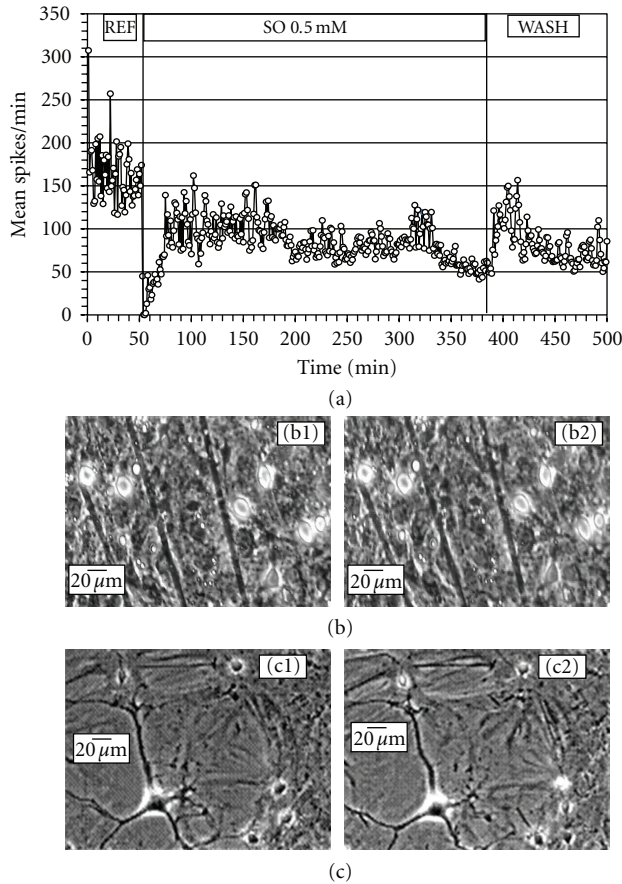 350
300
250
200
150
100
50
0
Mean spikes/min
REF
SO 0.5 mM
WASH
0 50 100 150 200 250 300 350 400 450 500
Time (min)
(a)
(b1)
20 μm
(b2)
20 μm
(b)
(c1)
20 μm
(c2)
20 μm
(c)